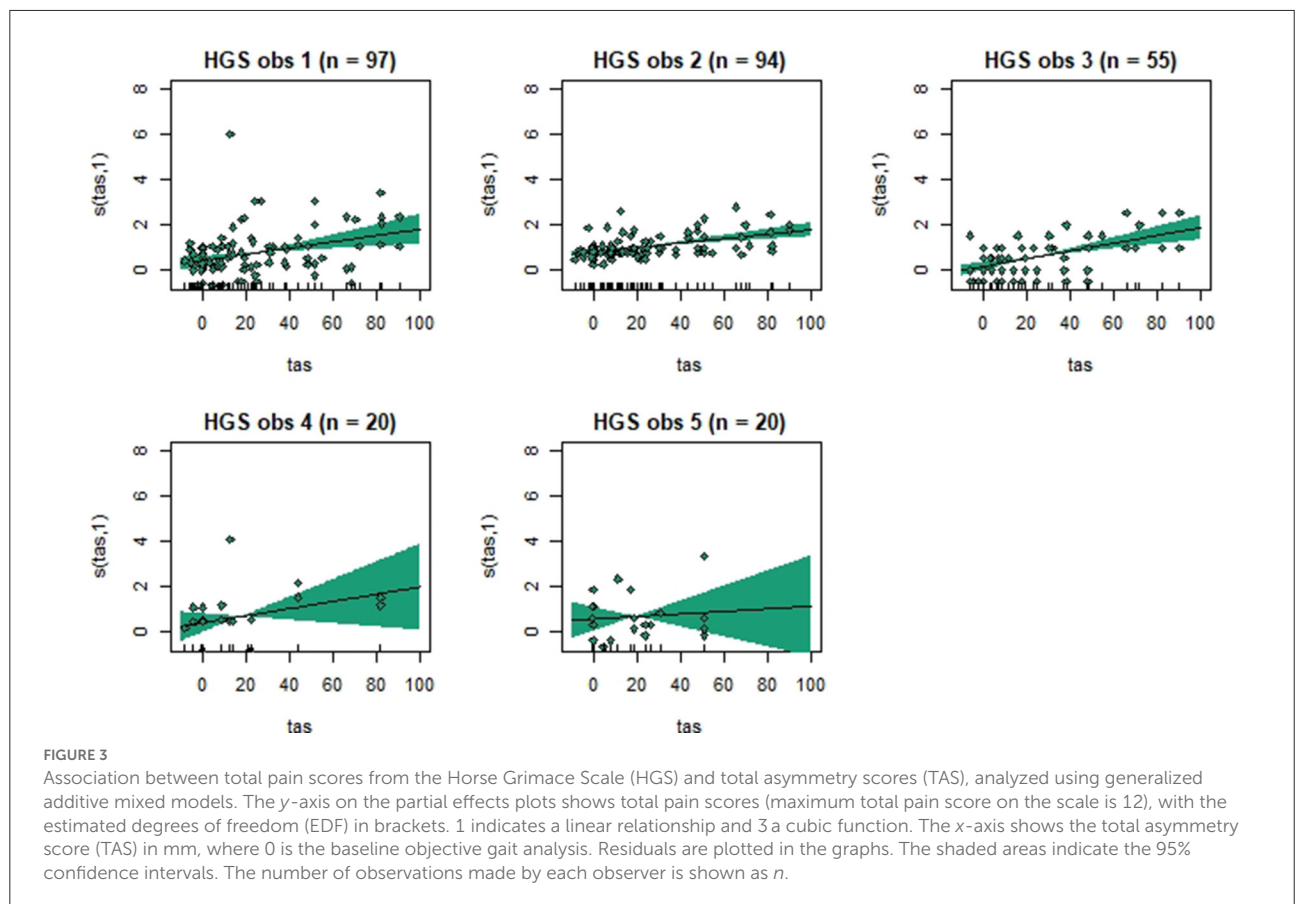 HGS obs 1 (n = 97)
HGS obs 2 (n = 94)
HGS obs 3 (n = 55)
8
6
4
2
0
s(tas,1)
0 20 40 60 80 100
tas
8
6
4
2
0
s(tas,1)
0 20 40 60 80 100
tas
8
6
4
2
0
s(tas,1)
0 20 40 60 80 100
tas
HGS obs 4 (n = 20)
HGS obs 5 (n = 20)
8
6
4
2
0
s(tas,1)
0 20 40 60 80 100
tas
8
6
4
2
0
s(tas,1)
0 20 40 60 80 100
tas
FIGURE 3
Association between total pain scores from the Horse Grimace Scale (HGS) and total asymmetry scores (TAS), analyzed using generalized
additive mixed models. The y-axis on the partial effects plots shows total pain scores (maximum total pain score on the scale is 12), with the
estimated degrees of freedom (EDF) in brackets. 1 indicates a linear relationship and 3 a cubic function. The x-axis shows the total asymmetry
score (TAS) in mm, where 0 is the baseline objective gait analysis. Residuals are plotted in the graphs. The shaded areas indicate the 95%
confidence intervals. The number of observations made by each observer is shown as n.